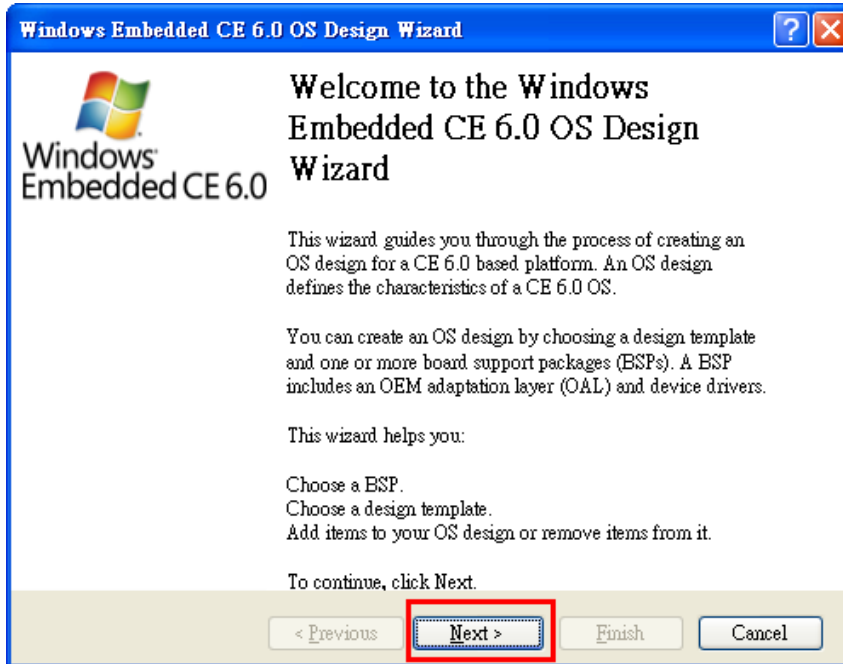 Windows Embedded CE 6.0 OS Design Wizard
Windows
Embedded CE 6.0
Welcome to the Windows
Embedded CE 6.0 OS Design
Wizard
This wizard guides you through the process of creating an
OS design for a CE 6.0 based platform. An OS design
defines the characteristics of a CE 6.0 OS.
You can create an OS design by choosing a design template
and one or more board support packages (BSPs). A BSP
includes an OEM adaptation layer (OAL) and device drivers.
This wizard helps you:
Choose a BSP.
Choose a design template.
Add items to your OS design or remove items from it.
To continue, click Next.
< Previous Next > Finish Cancel